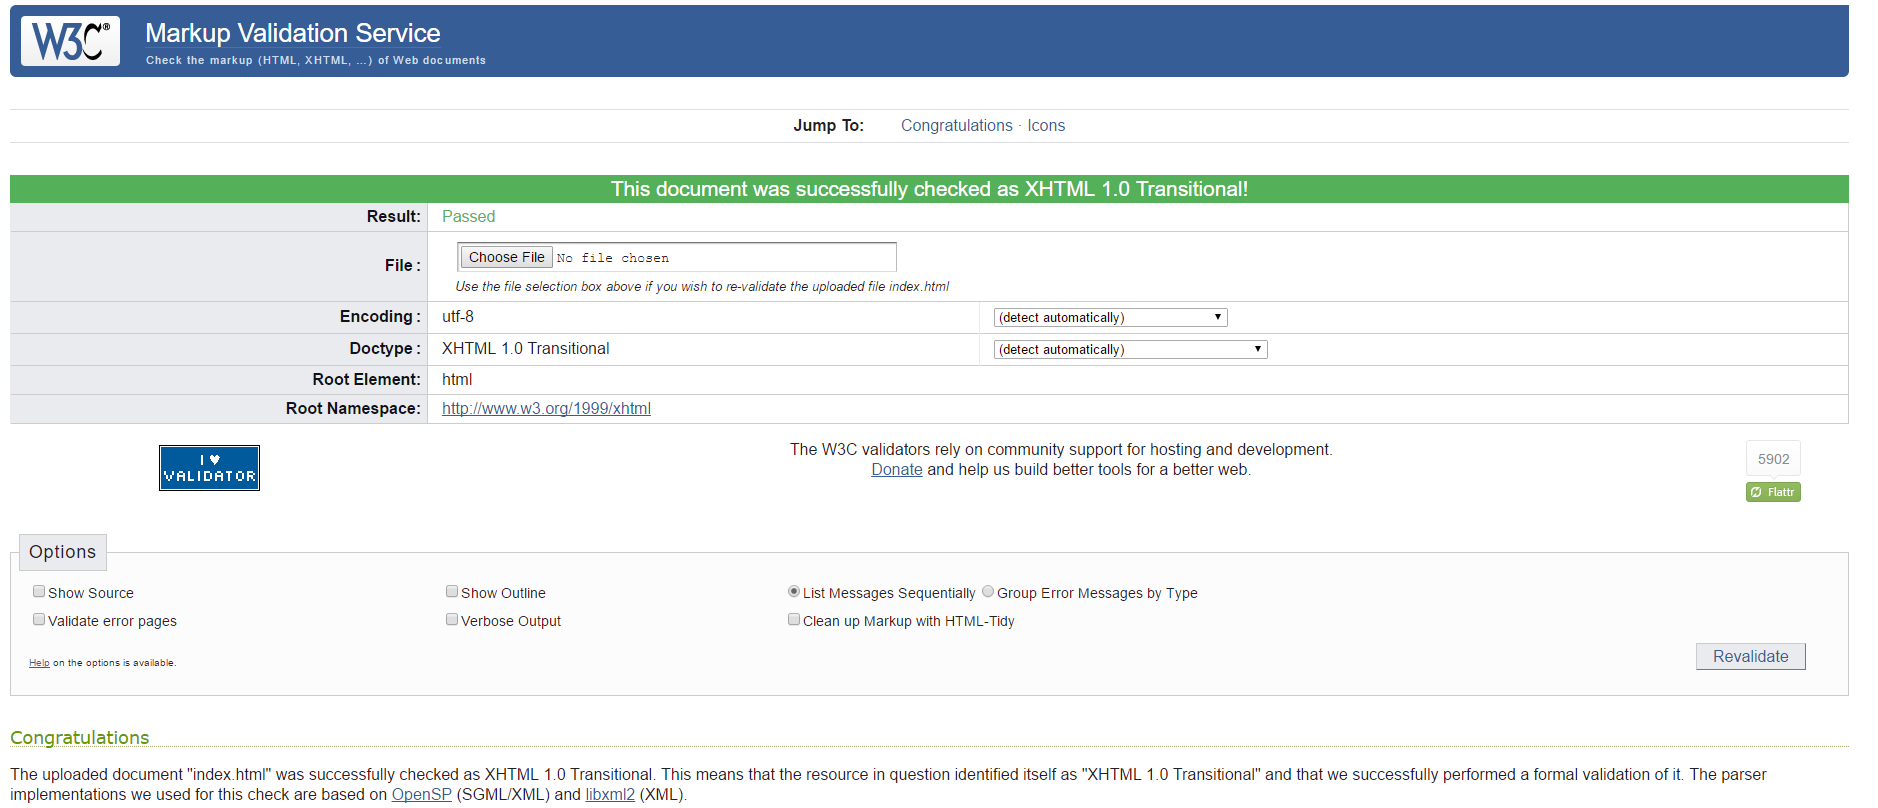 W3C®
Markup Validation Service
Check the markup (HTML, XHTML, …) of Web documents
Jump To: Congratulations · Icons
This document was successfully checked as XHTML 1.0 Transitional!
Result: Passed
File : Choose File No file chosen
Use the file selection box above if you wish to re-validate the uploaded file index.html
Encoding : utf-8 (detect automatically)
Doctype : XHTML 1.0 Transitional (detect automatically)
Root Element: html
Root Namespace: http://www.w3.org/1999/xhtml
I ♥
VALIDATOR
The W3C validators rely on community support for hosting and development.
Donate and help us build better tools for a better web.
5902
Flattr
Options
Show Source Show Outline List Messages Sequentially Group Error Messages by Type
Validate error pages Verbose Output Clean up Markup with HTML-Tidy
Help on the options is available.
Revalidate
Congratulations
The uploaded document "index.html" was successfully checked as XHTML 1.0 Transitional. This means that the resource in question identified itself as "XHTML 1.0 Transitional" and that we successfully performed a formal validation of it. The parser
implementations we used for this check are based on OpenSP (SGML/XML) and libxml2 (XML).